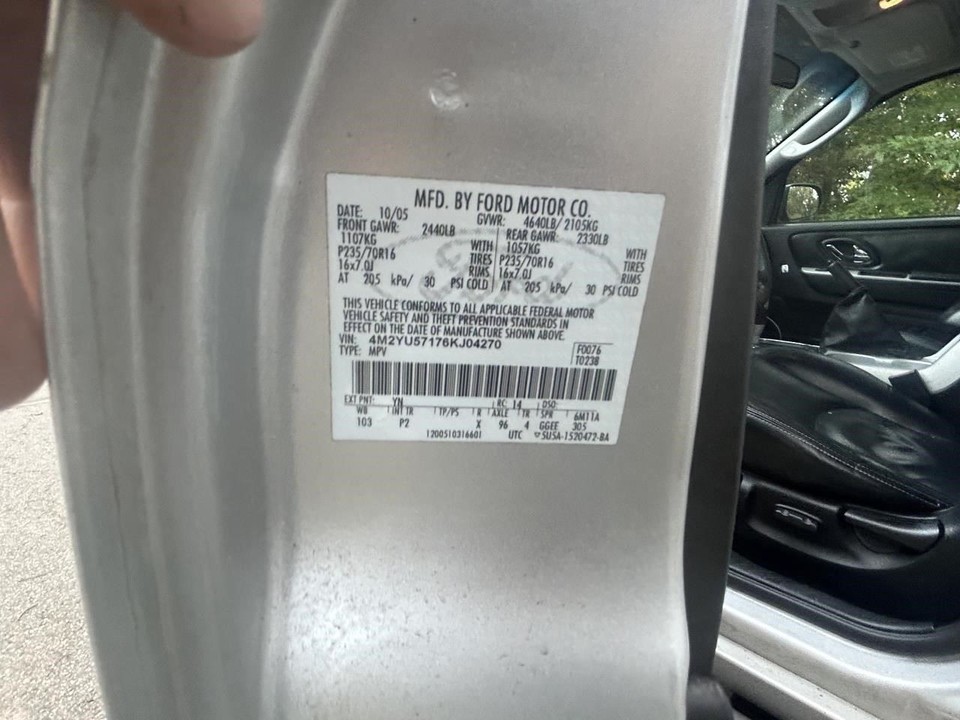 MFD. BY FORD MOTOR CO.
DATE: 10/05 GVWR: 4640LB/ 2105KG
FRONT GAWR: 2440LB REAR GAWR: 2330LB
1107KG WITH 1057KG WITH
P235/70R16 TIRES P235/70R16 TIRES
16x7.0J RIMS 16x7.0J RIMS
AT 205 kPa/ 30 PSI COLD AT 205 kPa/ 30 PSI COLD
THIS VEHICLE CONFORMS TO ALL APPLICABLE FEDERAL MOTOR
VEHICLE SAFETY AND THEFT PREVENTION STANDARDS IN
EFFECT ON THE DATE OF MANUFACTURE SHOWN ABOVE.
VIN: 4M2YU57176KJ04270
TYPE: MPV
F0076
T0238
EXT PNT: YN RC: 14 DSO:
WB INT TR TP/PS R AXLE TR SPR 6M11A
103 P2 X 96 4 GGEE 305
1200510316601 UTC 5U5A-1520472-BA
Ford